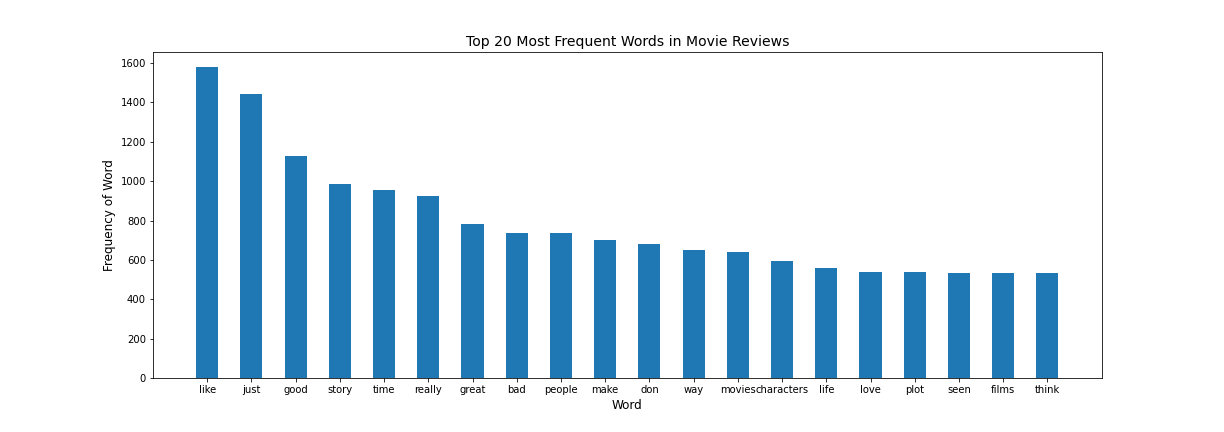 Top 20 Most Frequent Words in Movie Reviews
Frequency of Word
1600
1400
1200
1000
800
600
400
200
0
like just good story time really great bad people make don way movies characters life love plot seen films think
Word